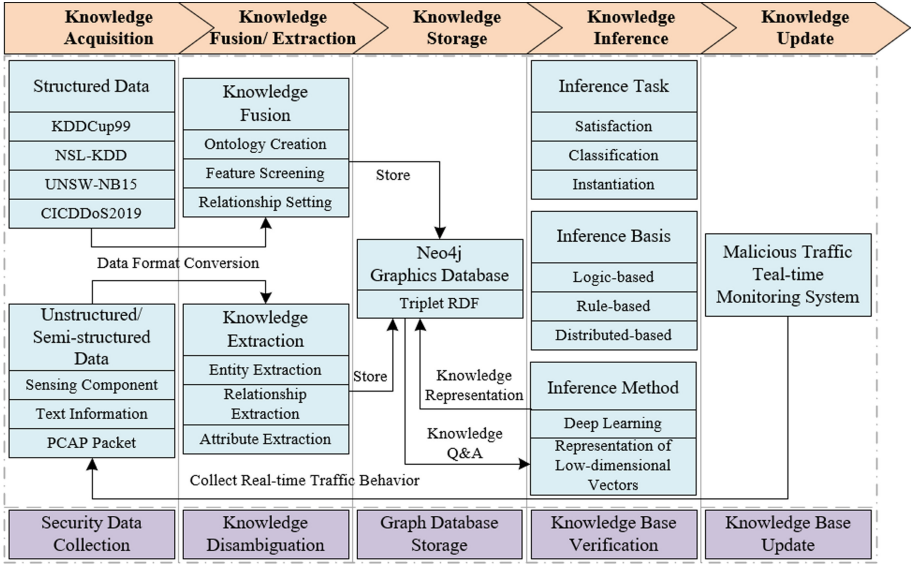 Knowledge
Acquisition
Knowledge
Fusion/ Extraction
Knowledge
Storage
Knowledge
Inference
Knowledge
Update
Structured Data
KDDCup99
NSL-KDD
UNSW-NB15
CICDDoS2019
Data Format Conversion
Unstructured/
Semi-structured
Data
Sensing Component
Text Information
PCAP Packet
Knowledge
Fusion
Ontology Creation
Feature Screening
Relationship Setting
Knowledge
Extraction
Entity Extraction
Relationship
Extraction
Attribute Extraction
Store
Store
Neo4j
Graphics Database
Triplet RDF
Knowledge
Representation
Knowledge
Q&A
Inference Task
Satisfaction
Classification
Instantiation
Inference Basis
Logic-based
Rule-based
Distributed-based
Inference Method
Deep Learning
Representation of
Low-dimensional
Vectors
Malicious Traffic
Teal-time
Monitoring System
Collect Real-time Traffic Behavior
Security Data
Collection
Knowledge
Disambiguation
Graph Database
Storage
Knowledge Base
Verification
Knowledge Base
Update